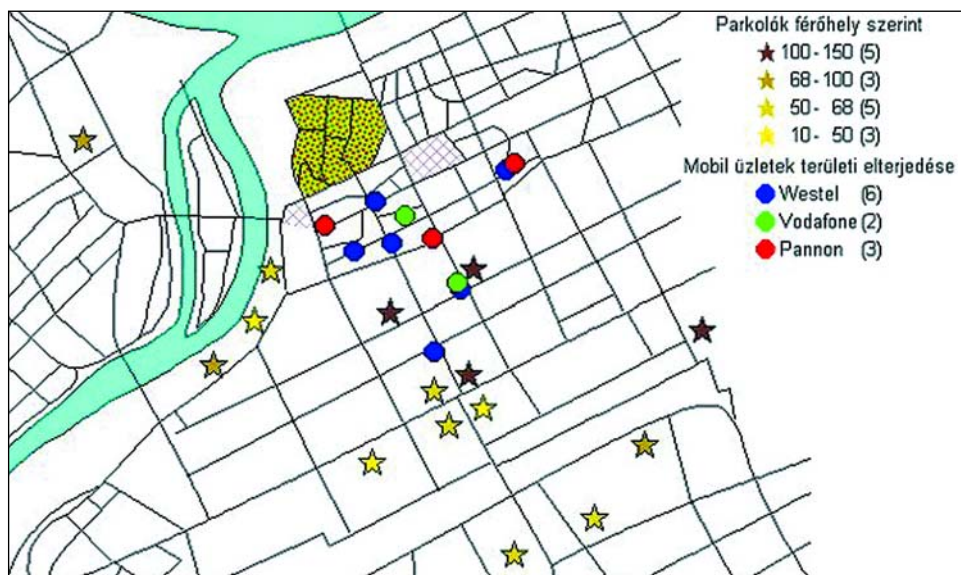 Parkolók férőhely szerint
100-150 (5)
68-100 (3)
50- 68 (5)
10- 50 (3)
Mobil üzletek területi elterjedése
Westel (6)
Vodafone (2)
Pannon (3)